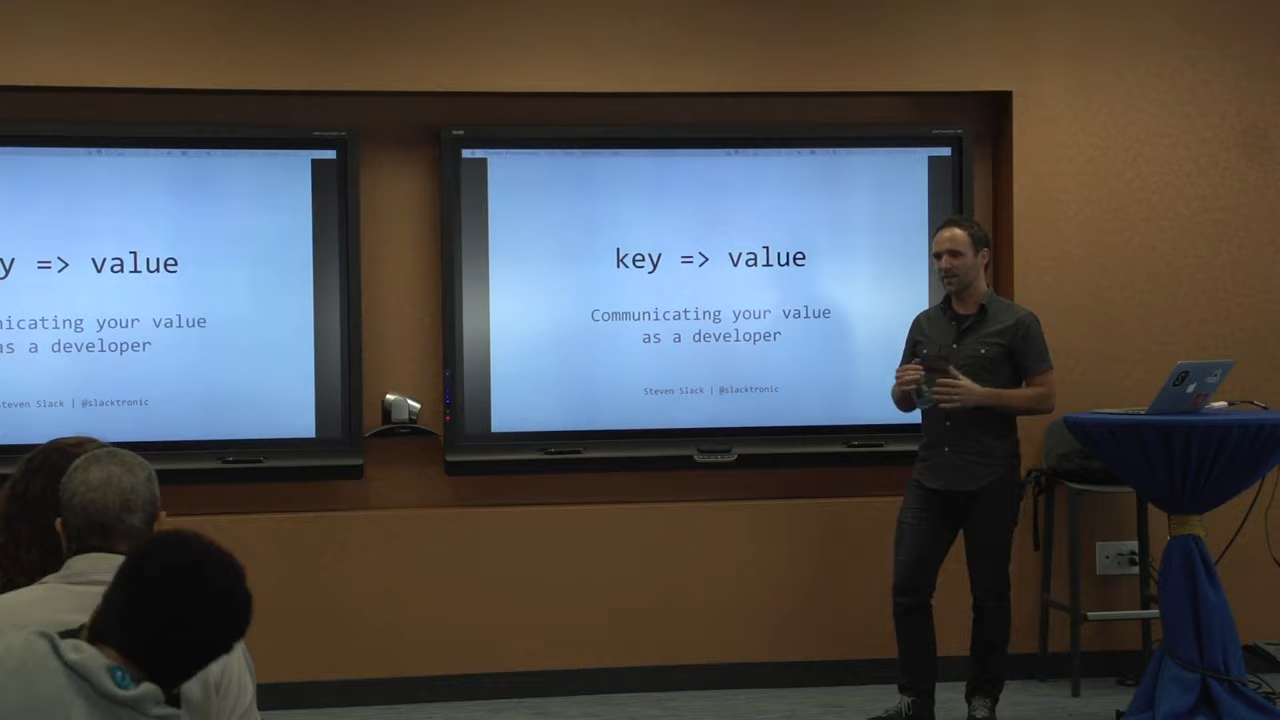 y => value
nicating your value
as a developer
teven Slack | @slacktronic
key => value
Communicating your value
as a developer
Steven Slack | @slacktronic